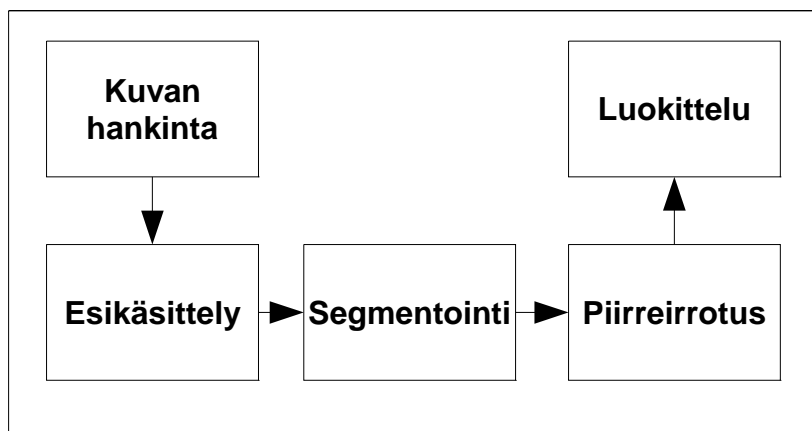 Kuvan
hankinta
Luokittelu
Esikäsittely
Segmentointi
Piirreirrotus